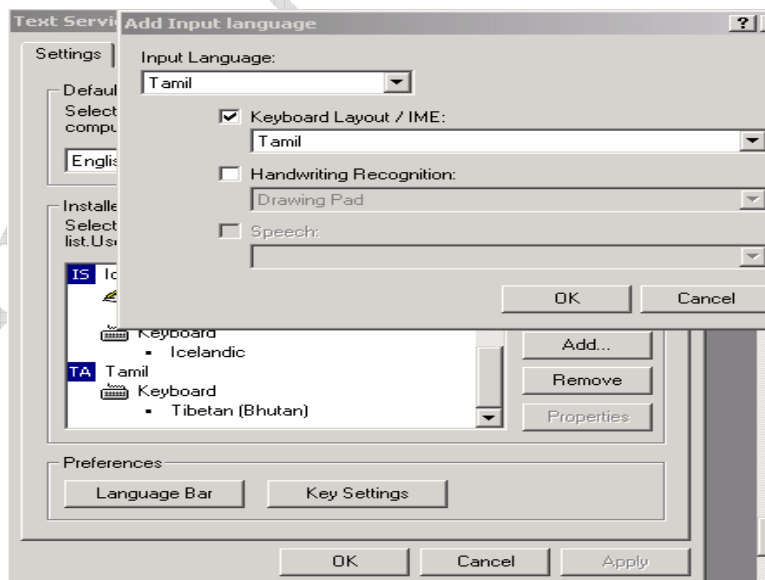 Text Servi
Add Input language
?
Settings
Input Language:
Tamil
Defaul
Select
compu
Englis
Keyboard Layout / IME:
Tamil
Handwriting Recognition:
Drawing Pad
Speech:
Installe
Select
list.Us
IS Ic
OK Cancel
Keyboard
▪ Icelandic
TA Tamil
Keyboard
▪ Tibetan (Bhutan)
Add...
Remove
Properties
Preferences
Language Bar Key Settings
OK Cancel Apply